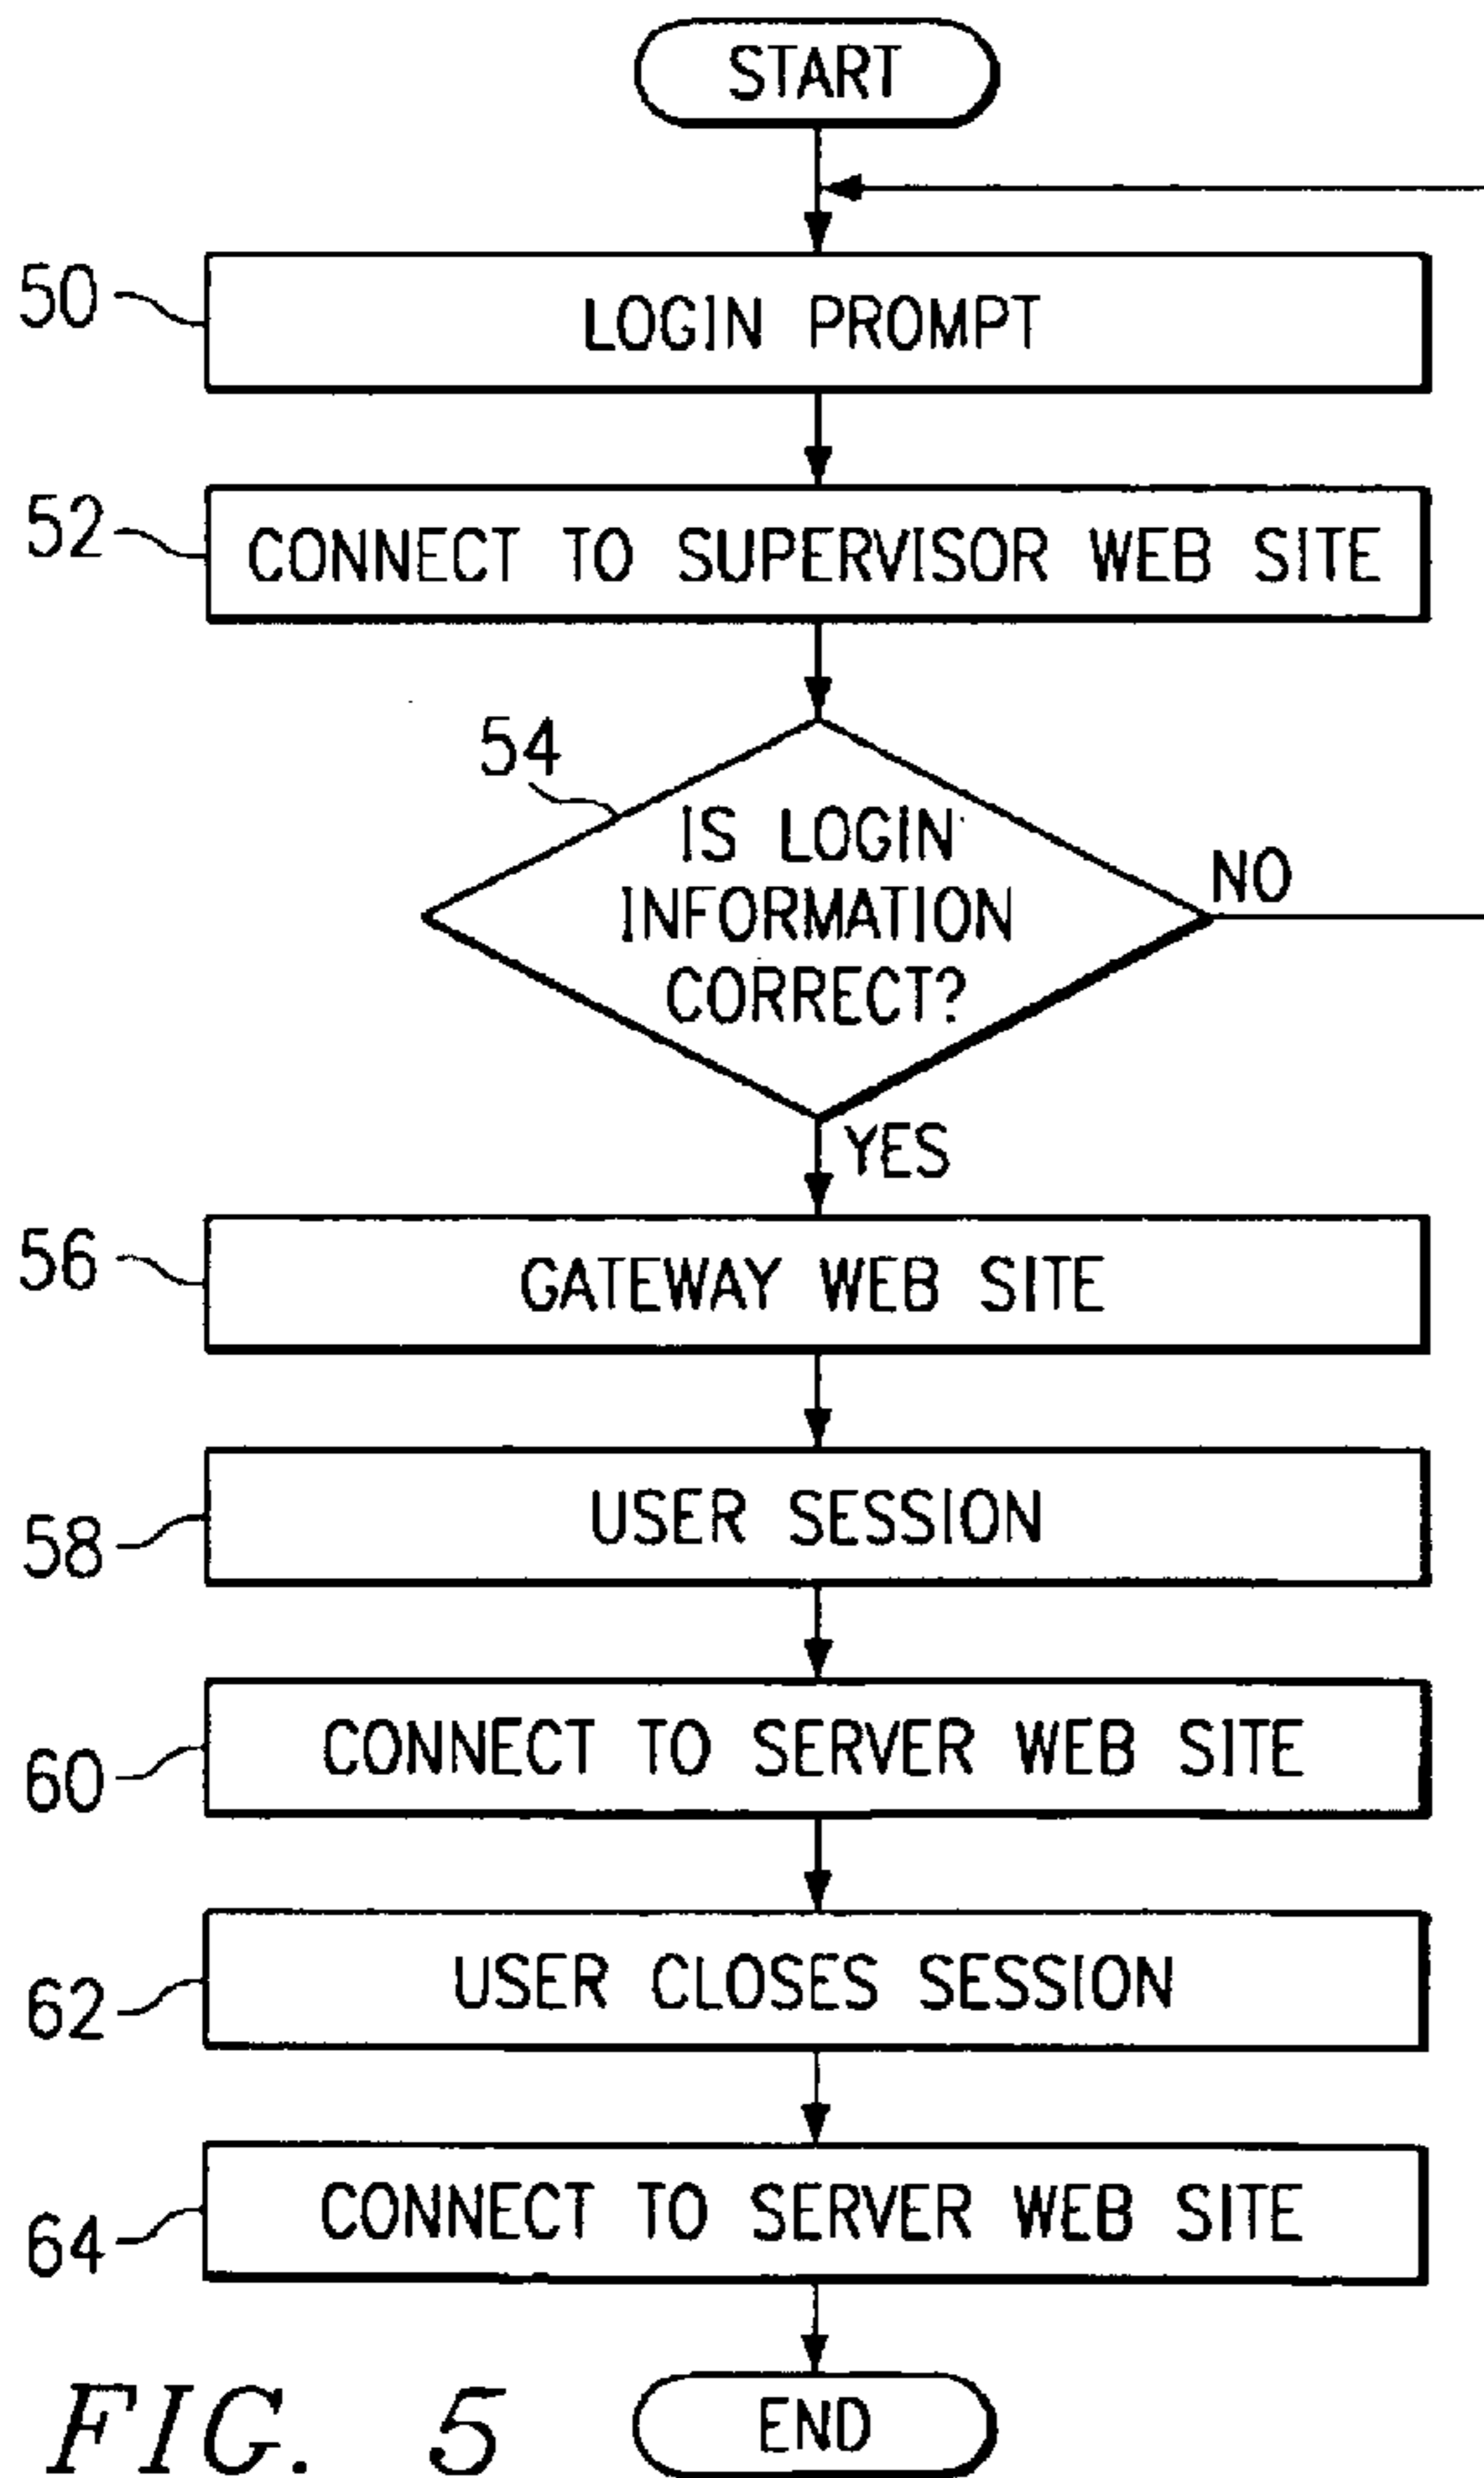 START
50
LOGIN PROMPT
52
CONNECT TO SUPERVISOR WEB SITE
54
IS LOGIN
INFORMATION
CORRECT?
NO
YES
56
GATEWAY WEB SITE
58
USER SESSION
60
CONNECT TO SERVER WEB SITE
62
USER CLOSES SESSION
64
CONNECT TO SERVER WEB SITE
FIG. 5
END